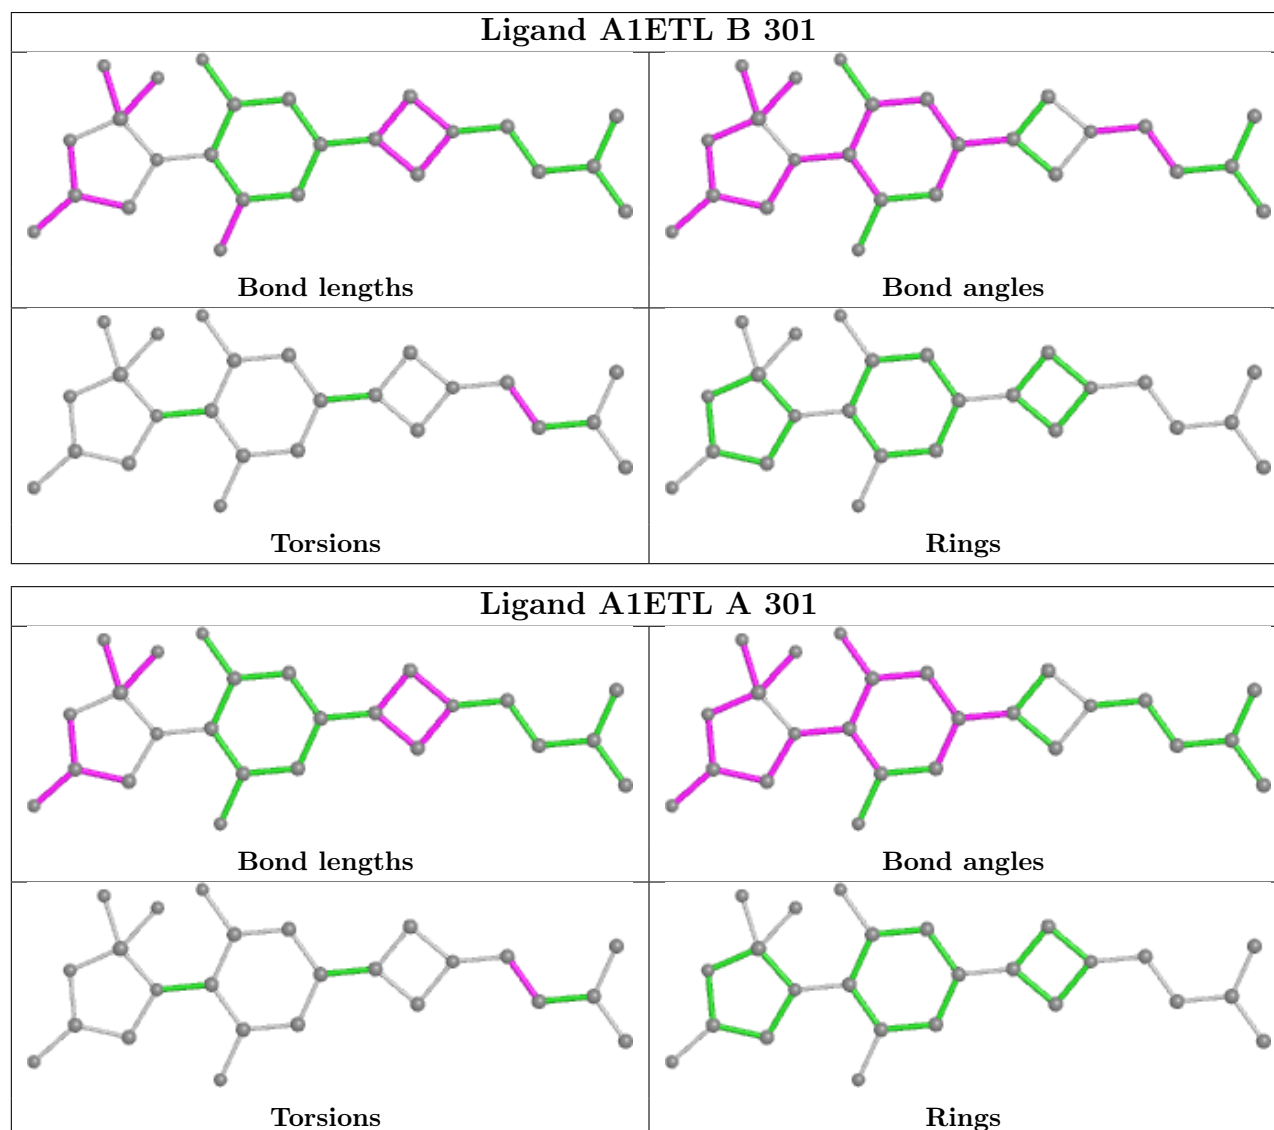 Ligand A1ETL B 301
Bond lengths
Bond angles
Torsions
Rings
Ligand A1ETL A 301
Bond lengths
Bond angles
Torsions
Rings